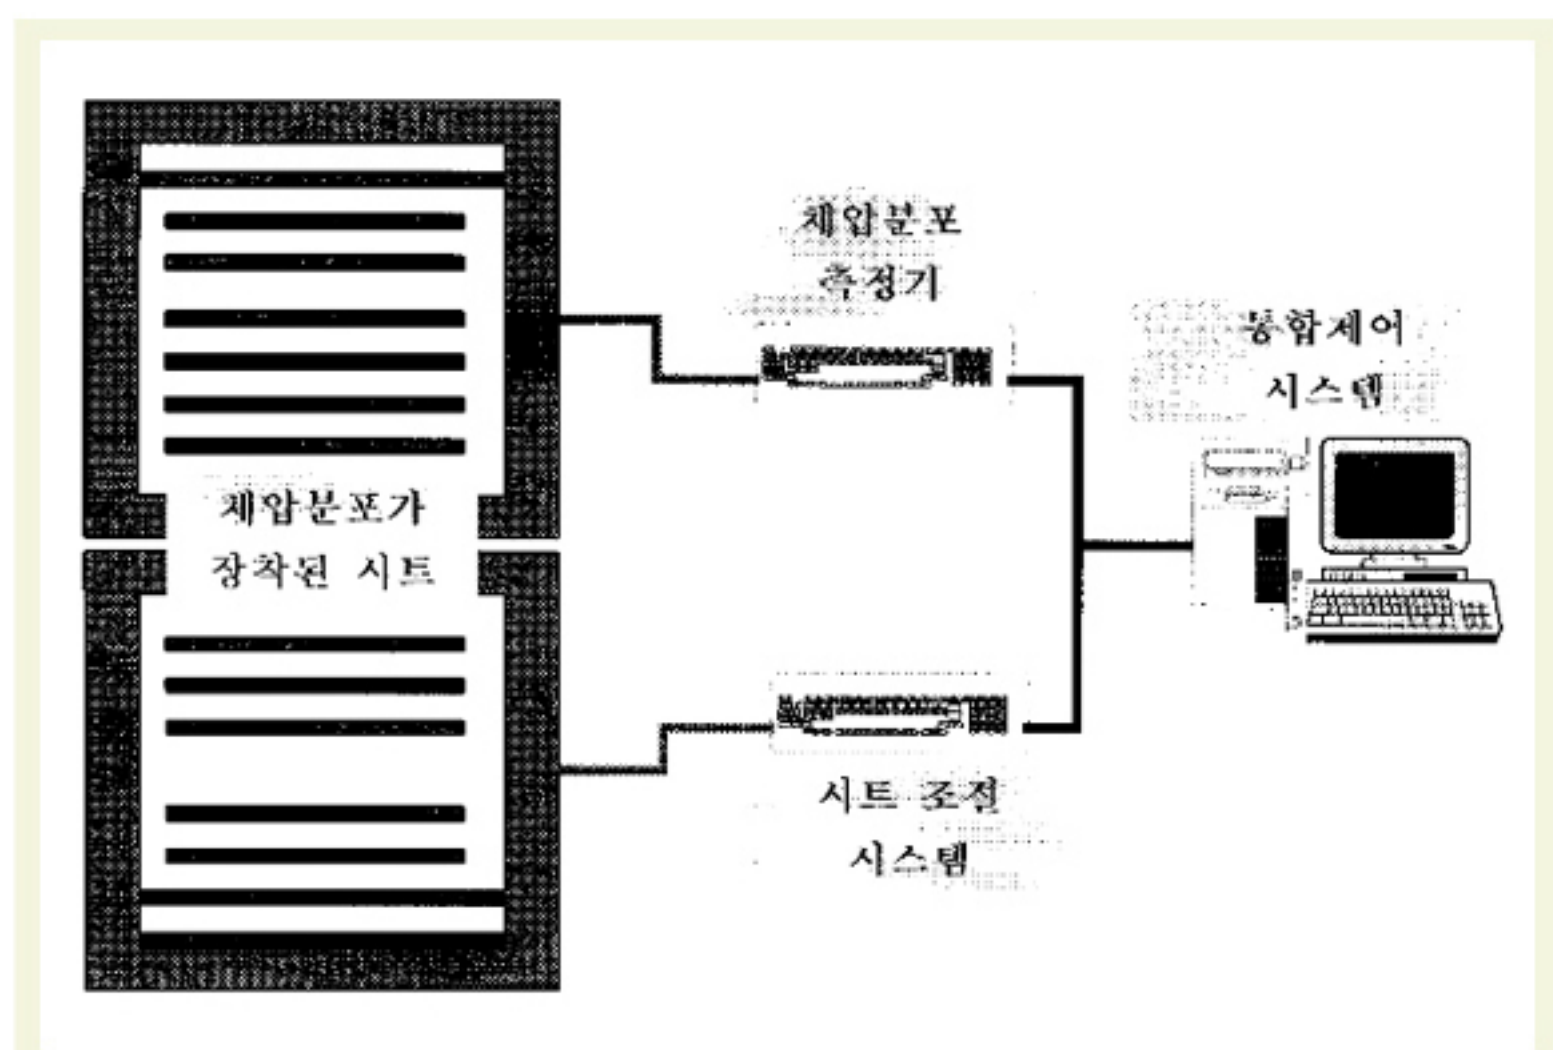 체압분포
측정기
통합제어
시스템
체압분포가
장착된 시트
시트 조절
시스템